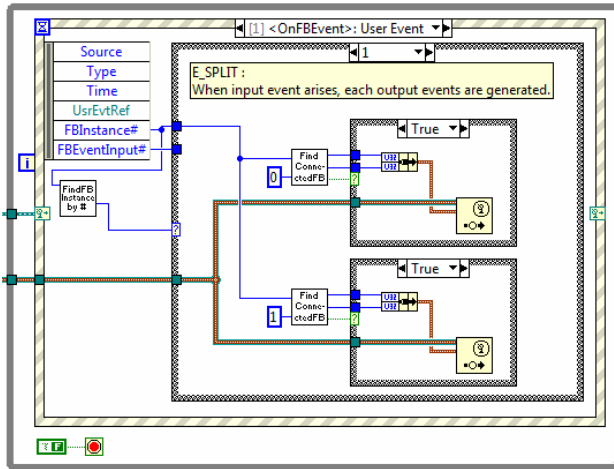 [1] <OnFBEvent>: User Event
Source
Type
Time
UsrEvtRef
FBInstance#
FBEventInput#
1
E_SPLIT :
When input event arises, each output events are generated.
True
Find
Conne-
ctedFB
0
U32
U32
?
i
FindFB
Instance
by #
?
True
Find
Conne-
ctedFB
1
U32
U32
?
F